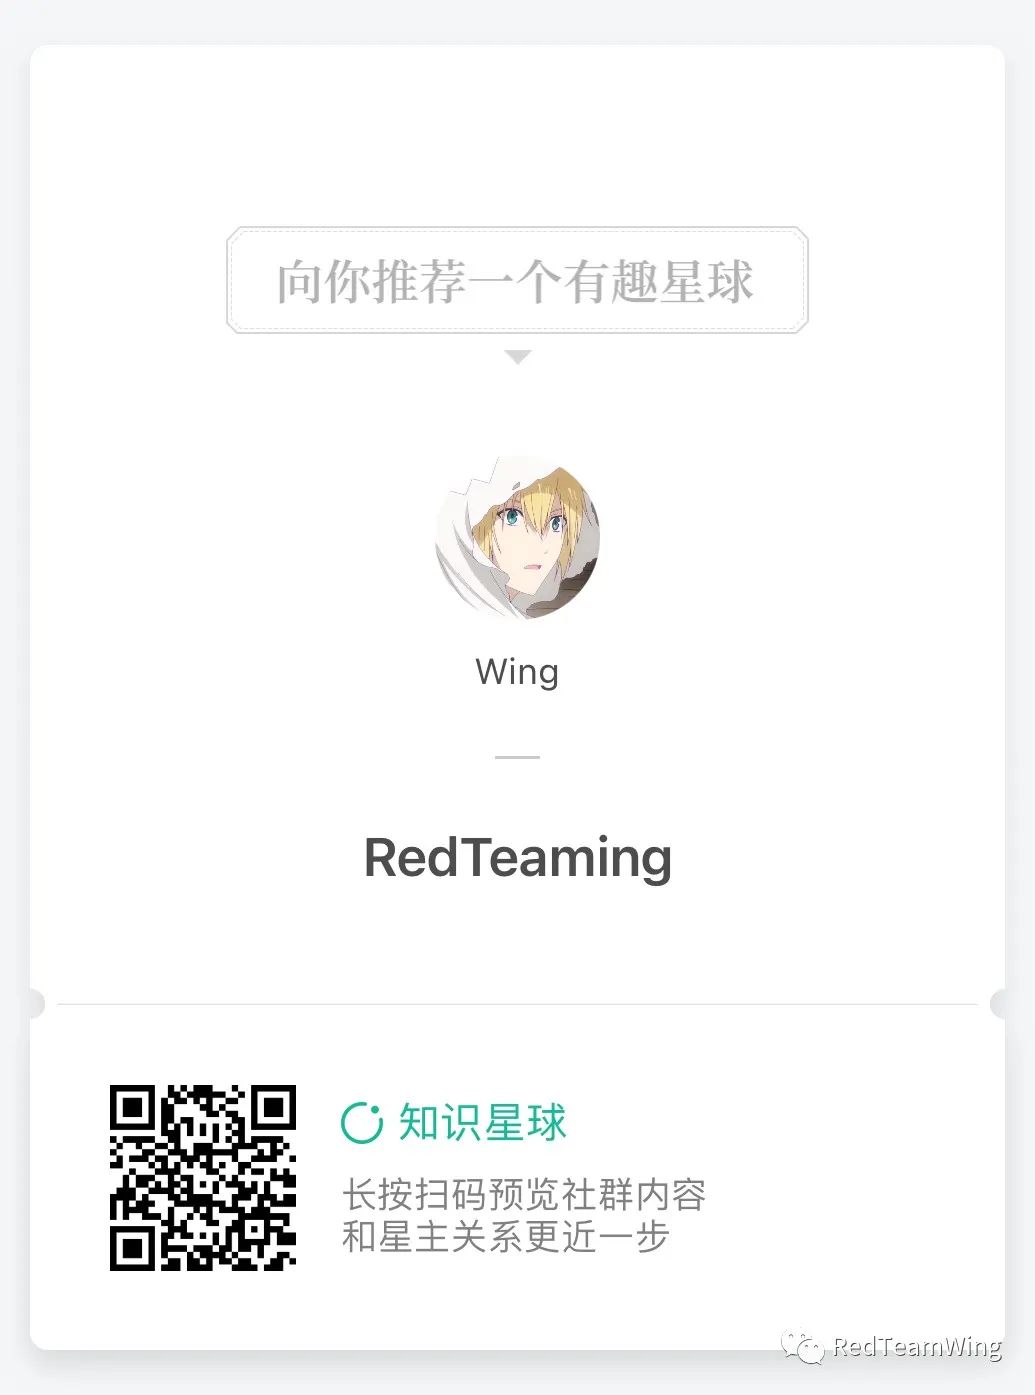 向你推荐一个有趣星球
Wing
RedTeaming
知识星球
长按扫码预览社群内容
和星主关系更近一步
RedTeamWing